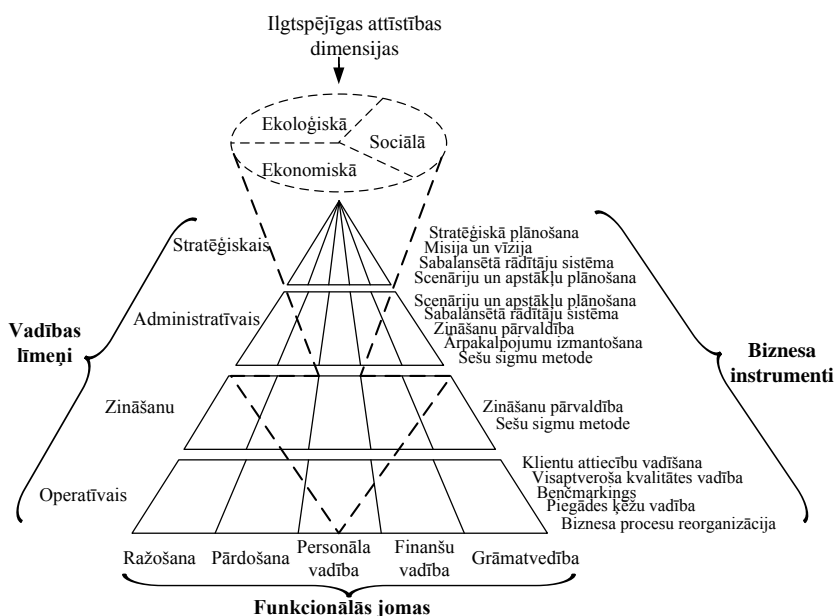 Ilgtspējīgas attīstības
dimensijas
Ekoloģiskā
Sociālā
Ekonomiskā
Stratēģiskais
Stratēģiskā plānošana
Misija un vīzija
Sabalansētā rādītāju sistēma
Scenāriju un apstākļu plānošana
Administratīvais
Scenāriju un apstākļu plānošana
Sabalansētā rādītāju sistēma
Zināšanu pārvaldība
Ārpakalpojumu izmantošana
Sešu sigmu metode
Vadības
līmeņi
Biznesa
instrumenti
Zināšanu
Zināšanu pārvaldība
Sešu sigmu metode
Operatīvais
Klientu attiecību vadīšana
Visaptveroša kvalitātes vadība
Benčmarkings
Piegādes ķēžu vadība
Biznesa procesu reorganizācija
Ražošana
Pārdošana
Personāla
vadība
Finanšu
vadība
Grāmatvedība
Funkcionālās jomas